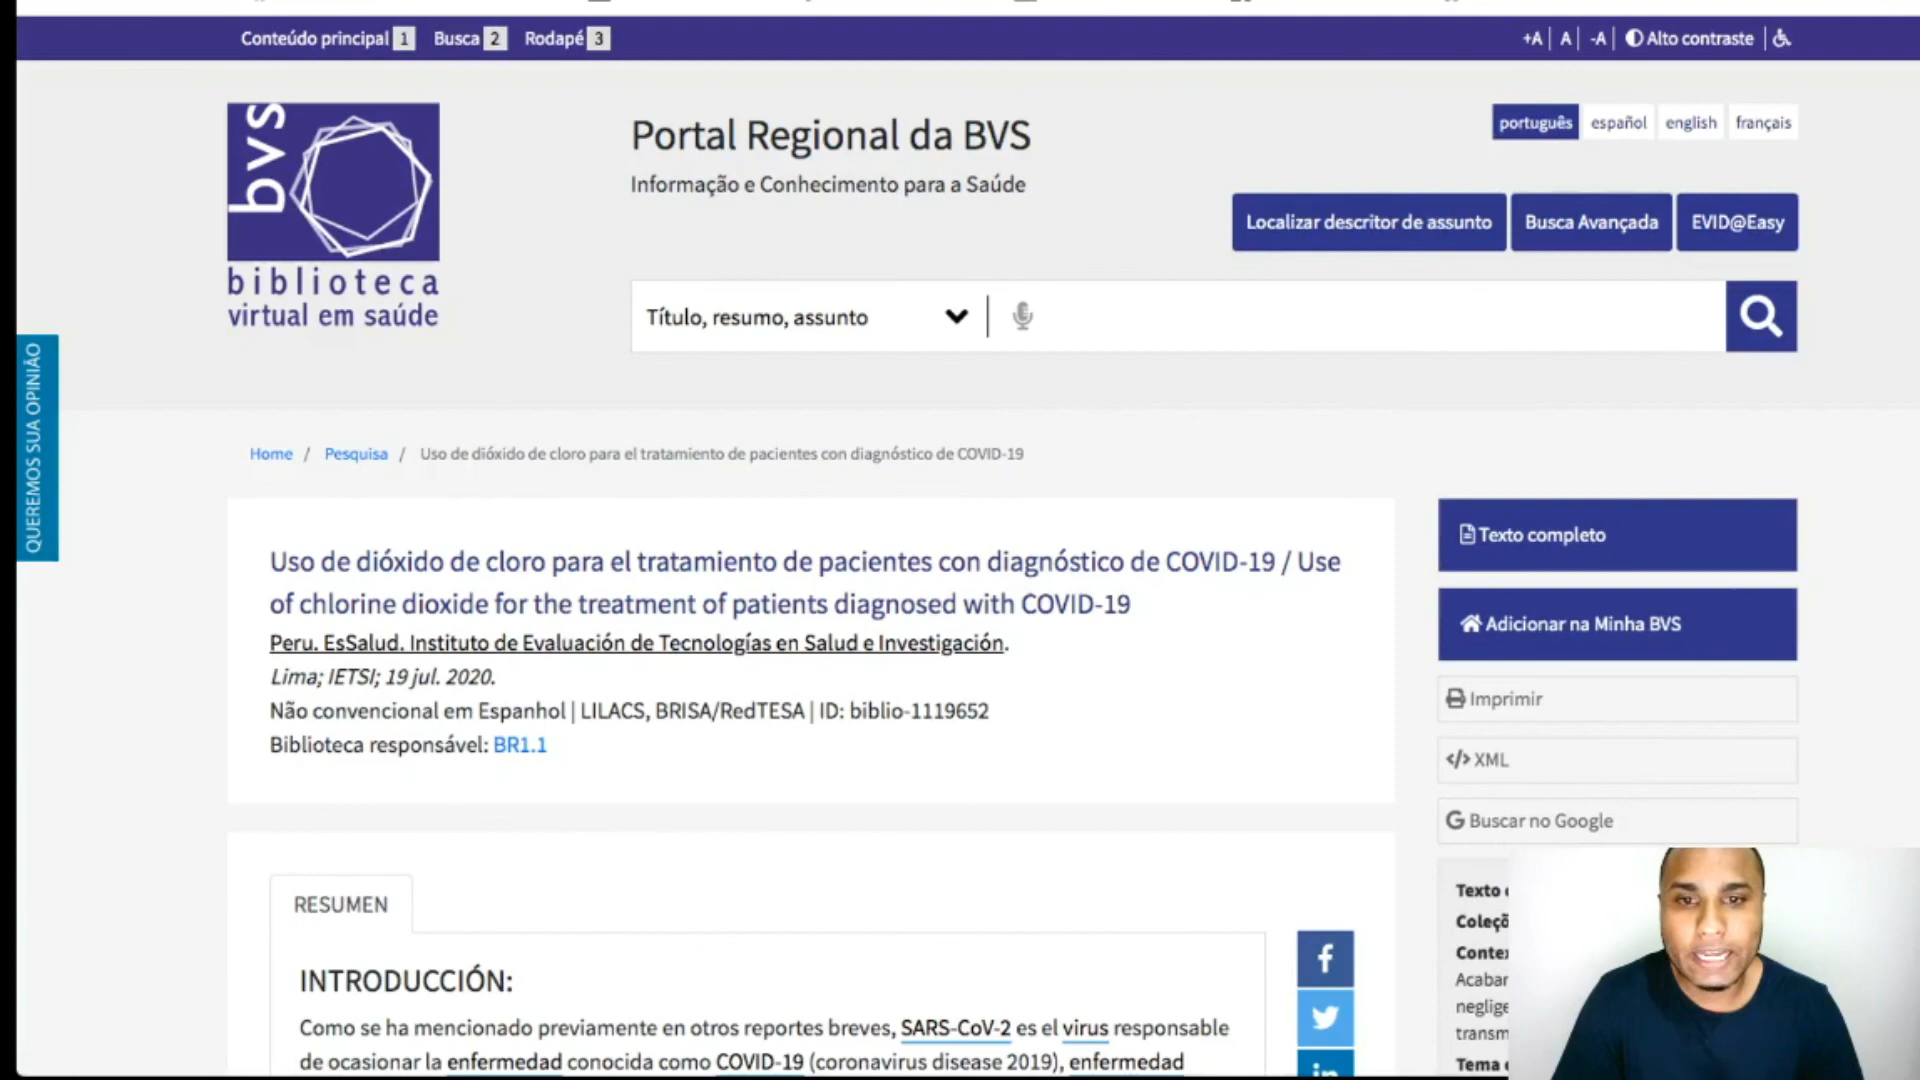 Conteúdo principal 1 Busca 2 Rodapé 3
+A | A | -A | Alto contraste |
bvs
biblioteca
virtual em saúde
Portal Regional da BVS
Informação e Conhecimento para a Saúde
português español english français
Localizar descritor de assunto Busca Avançada EVID@Easy
Título, resumo, assunto
QUEREMOS SUA OPINIÃO
Home / Pesquisa / Uso de dióxido de cloro para el tratamiento de pacientes con diagnóstico de COVID-19
Uso de dióxido de cloro para el tratamiento de pacientes con diagnóstico de COVID-19 / Use
of chlorine dioxide for the treatment of patients diagnosed with COVID-19
Peru. EsSalud. Instituto de Evaluación de Tecnologías en Salud e Investigación.
Lima; IETSI; 19 jul. 2020.
Não convencional em Espanhol | LILACS, BRISA/RedTESA | ID: biblio-1119652
Biblioteca responsável: BR1.1
RESUMEN
INTRODUCCIÓN:
Como se ha mencionado previamente en otros reportes breves, SARS-CoV-2 es el virus responsable
de ocasionar la enfermedad conocida como COVID-19 (coronavirus disease 2019), enfermedad
Texto completo
Adicionar na Minha BVS
Imprimir
</> XML
G Buscar no Google
Texto
Tema